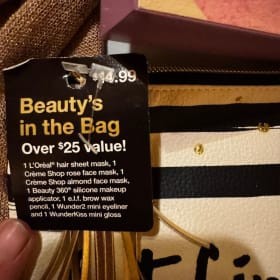 $14.99
Beauty's
in the Bag
Over $25 value!
1 L'Oréal® hair sheet mask, 1
Crème Shop rose face mask, 1
Crème Shop almond face mask,
1 Beauty 360® silicone makeup
applicator, 1 e.l.f. brow wax
pencil, 1 Wunder2 mini eyeliner
and 1 WunderKiss mini gloss